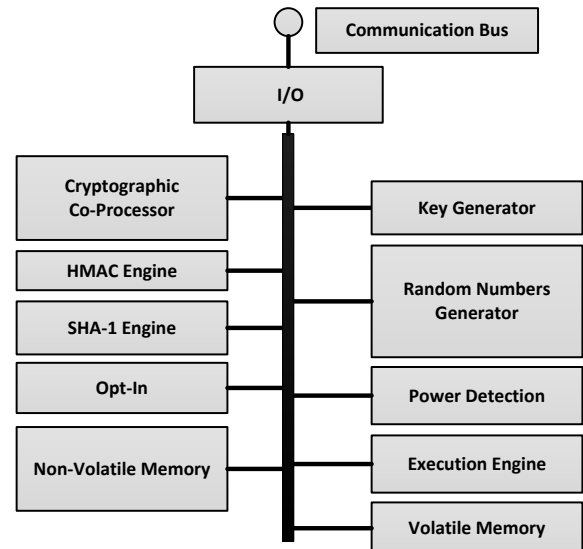 Communication Bus
I/O
Cryptographic
Co-Processor
HMAC Engine
SHA-1 Engine
Opt-In
Non-Volatile Memory
Key Generator
Random Numbers
Generator
Power Detection
Execution Engine
Volatile Memory